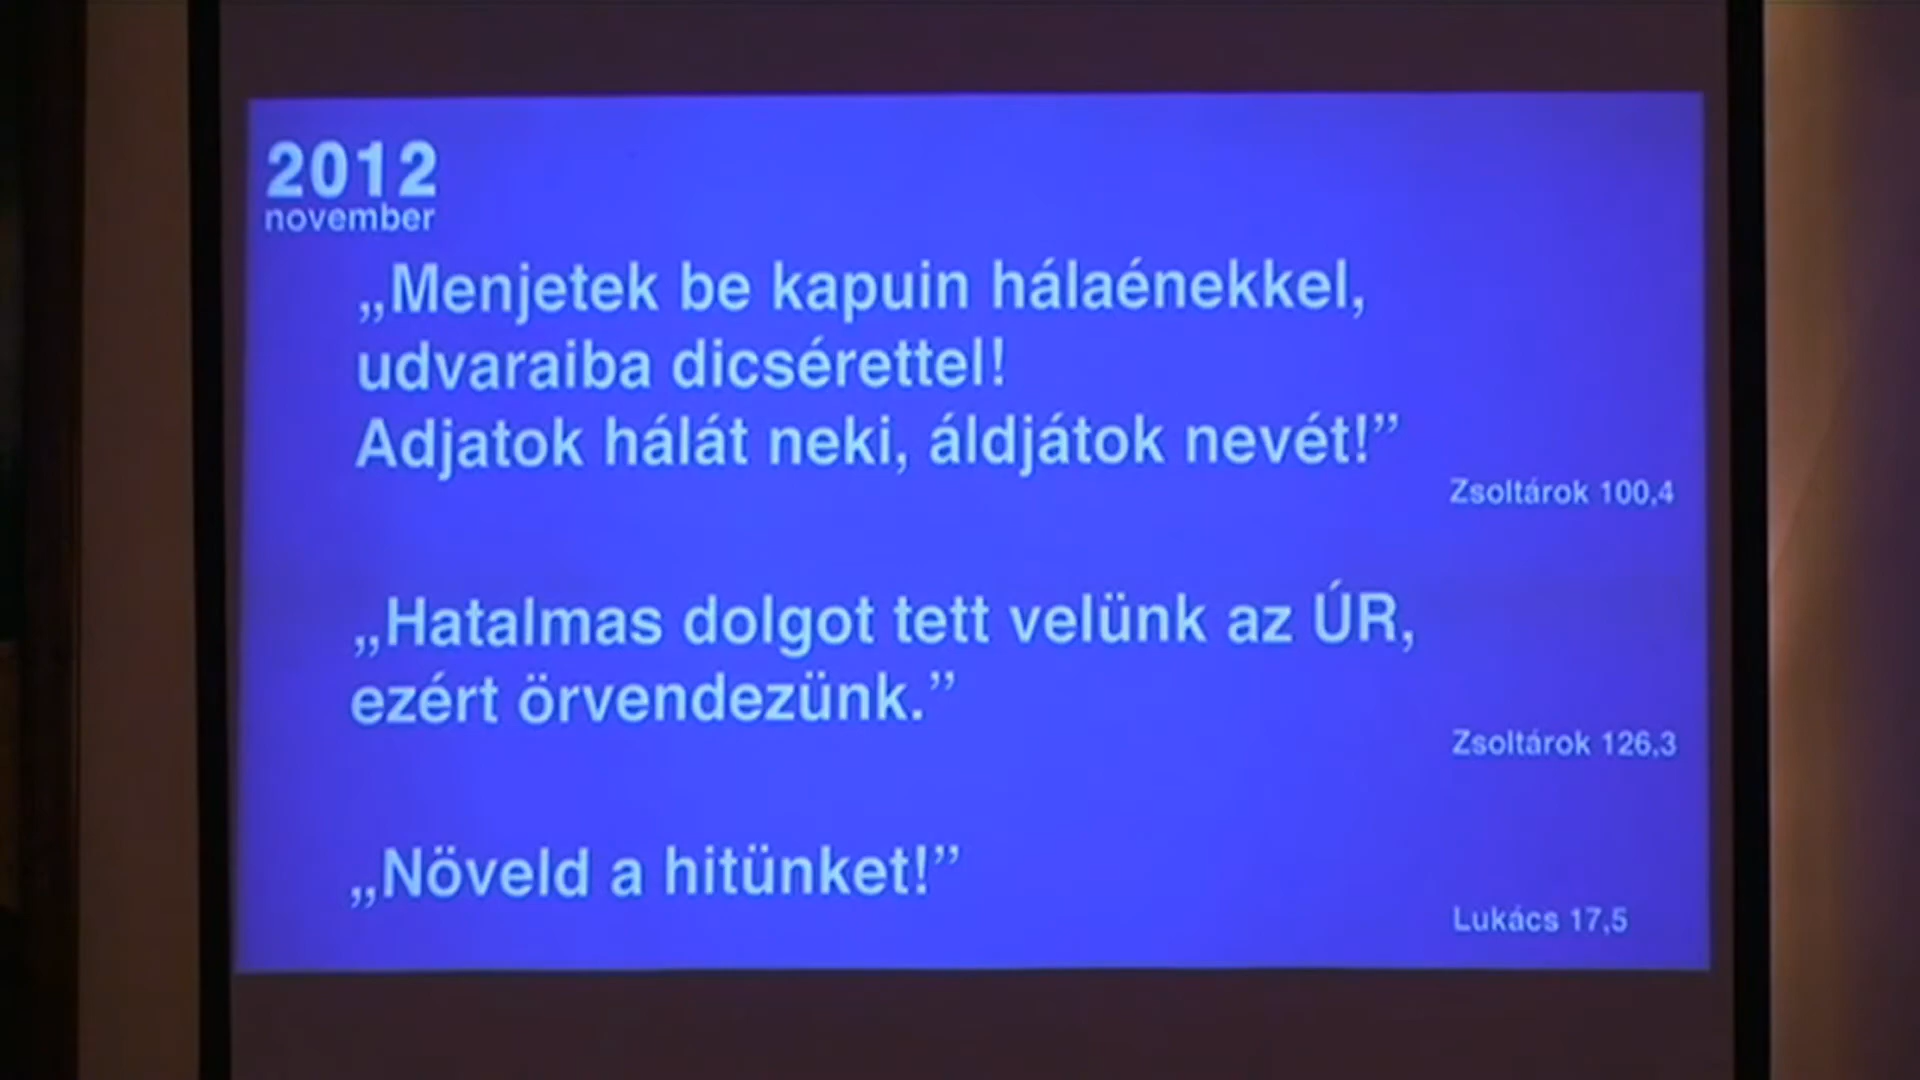 2012
november
„Menjetek be kapuin hálaénekkel,
udvaraiba dicsérettel!
Adjatok hálát neki, áldjátok nevét!”
Zsoltárok 100,4
„Hatalmas dolgot tett velünk az ÚR,
ezért örvendezünk.”
Zsoltárok 126,3
„Növeld a hitünket!”
Lukács 17,5